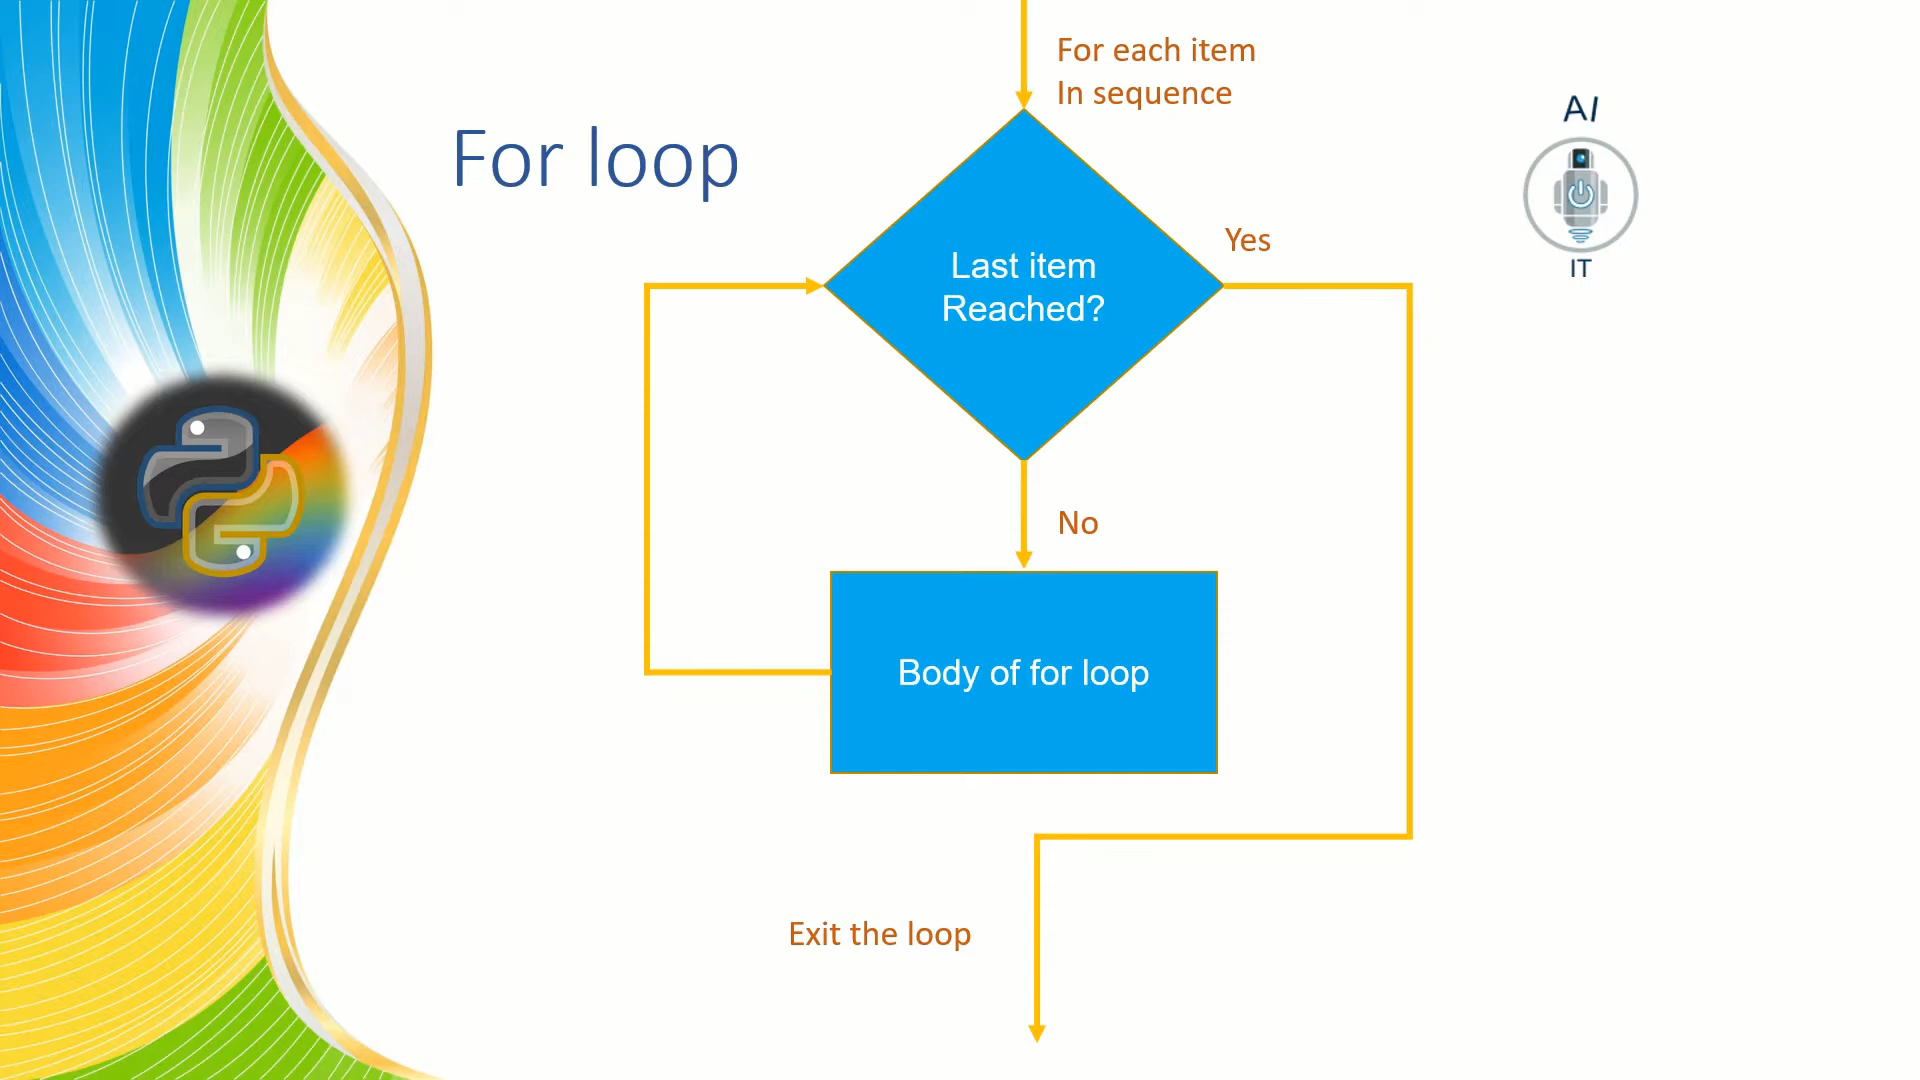 For each item
In sequence
AI
For loop
Yes
Last item
Reached?
IT
No
Body of for loop
Exit the loop